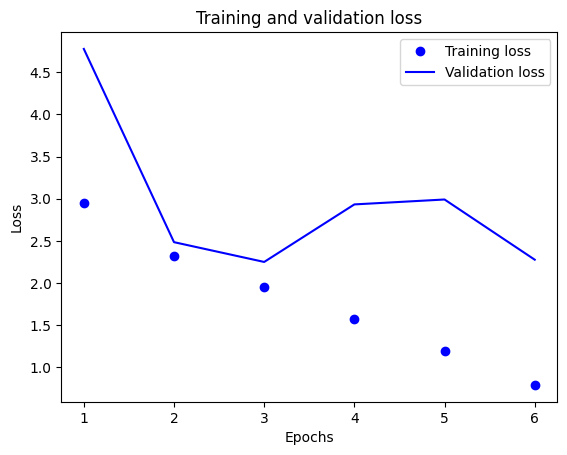 Training and validation loss
Training loss
Validation loss
4.5
4.0
3.5
3.0
2.5
2.0
1.5
1.0
Loss
1 2 3 4 5 6
Epochs